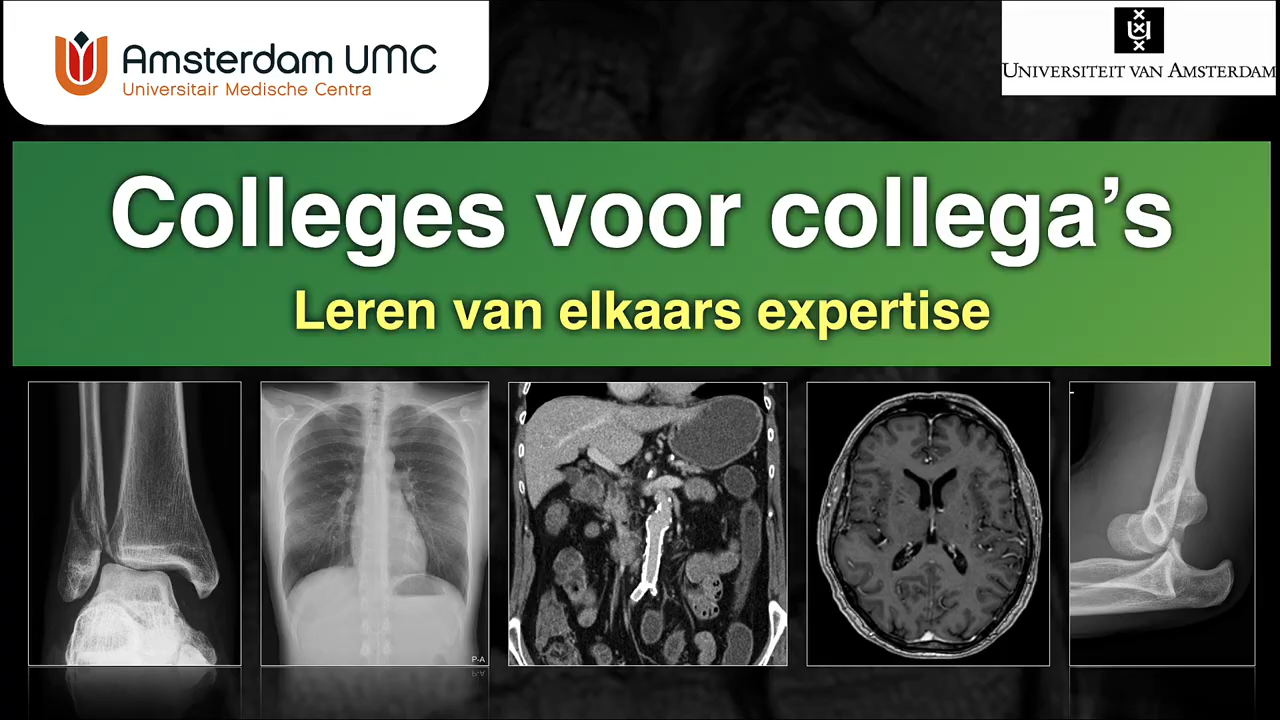 Amsterdam UMC
Universitair Medische Centra
UNIVERSITEIT VAN AMSTERDAM
Colleges voor collega's
Leren van elkaars expertise
P-A